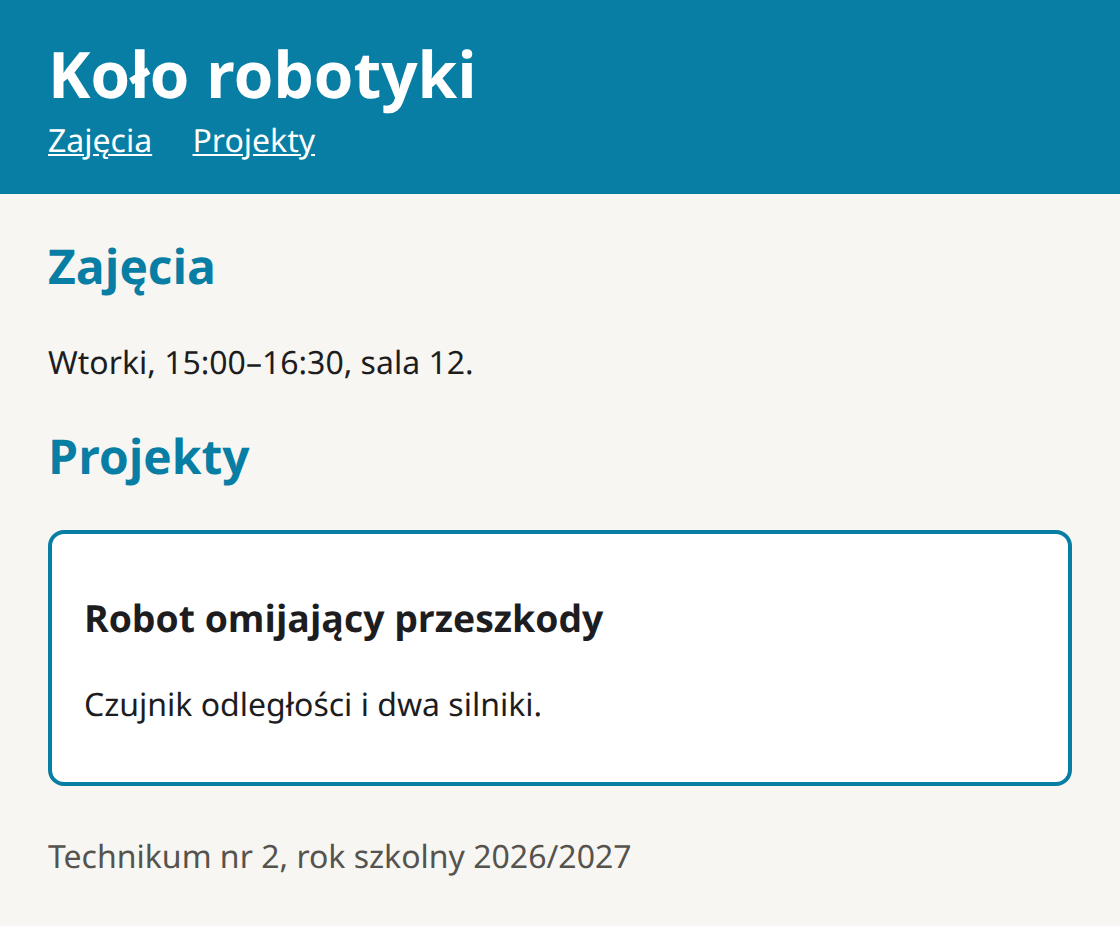 Koło robotyki
Zajęcia Projekty
Zajęcia
Wtorki, 15:00–16:30, sala 12.
Projekty
Robot omijający przeszkody
Czujnik odległości i dwa silniki.
Technikum nr 2, rok szkolny 2026/2027